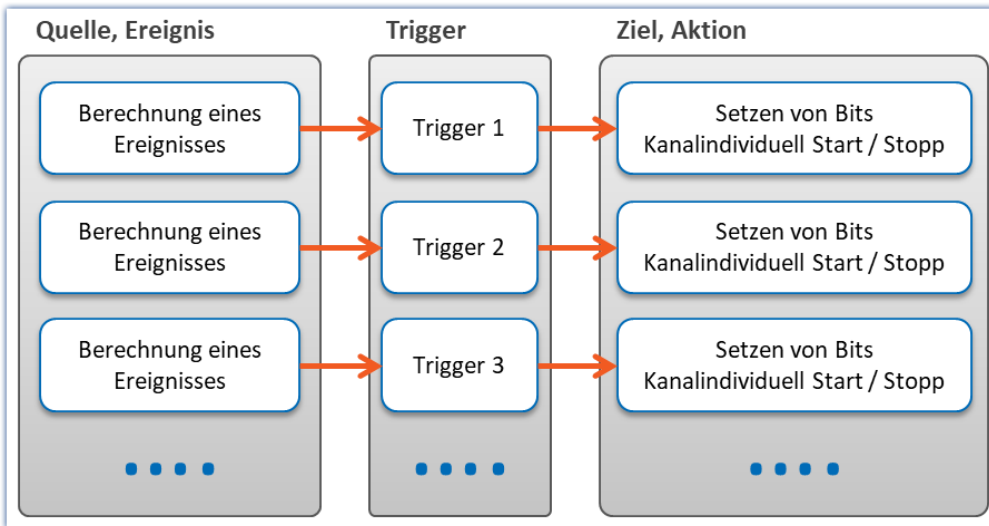 Quelle, Ereignis
Trigger
Ziel, Aktion
Berechnung eines
Ereignisses
Trigger 1
Setzen von Bits
Kanalindividuell Start / Stopp
Berechnung eines
Ereignisses
Trigger 2
Setzen von Bits
Kanalindividuell Start / Stopp
Berechnung eines
Ereignisses
Trigger 3
Setzen von Bits
Kanalindividuell Start / Stopp